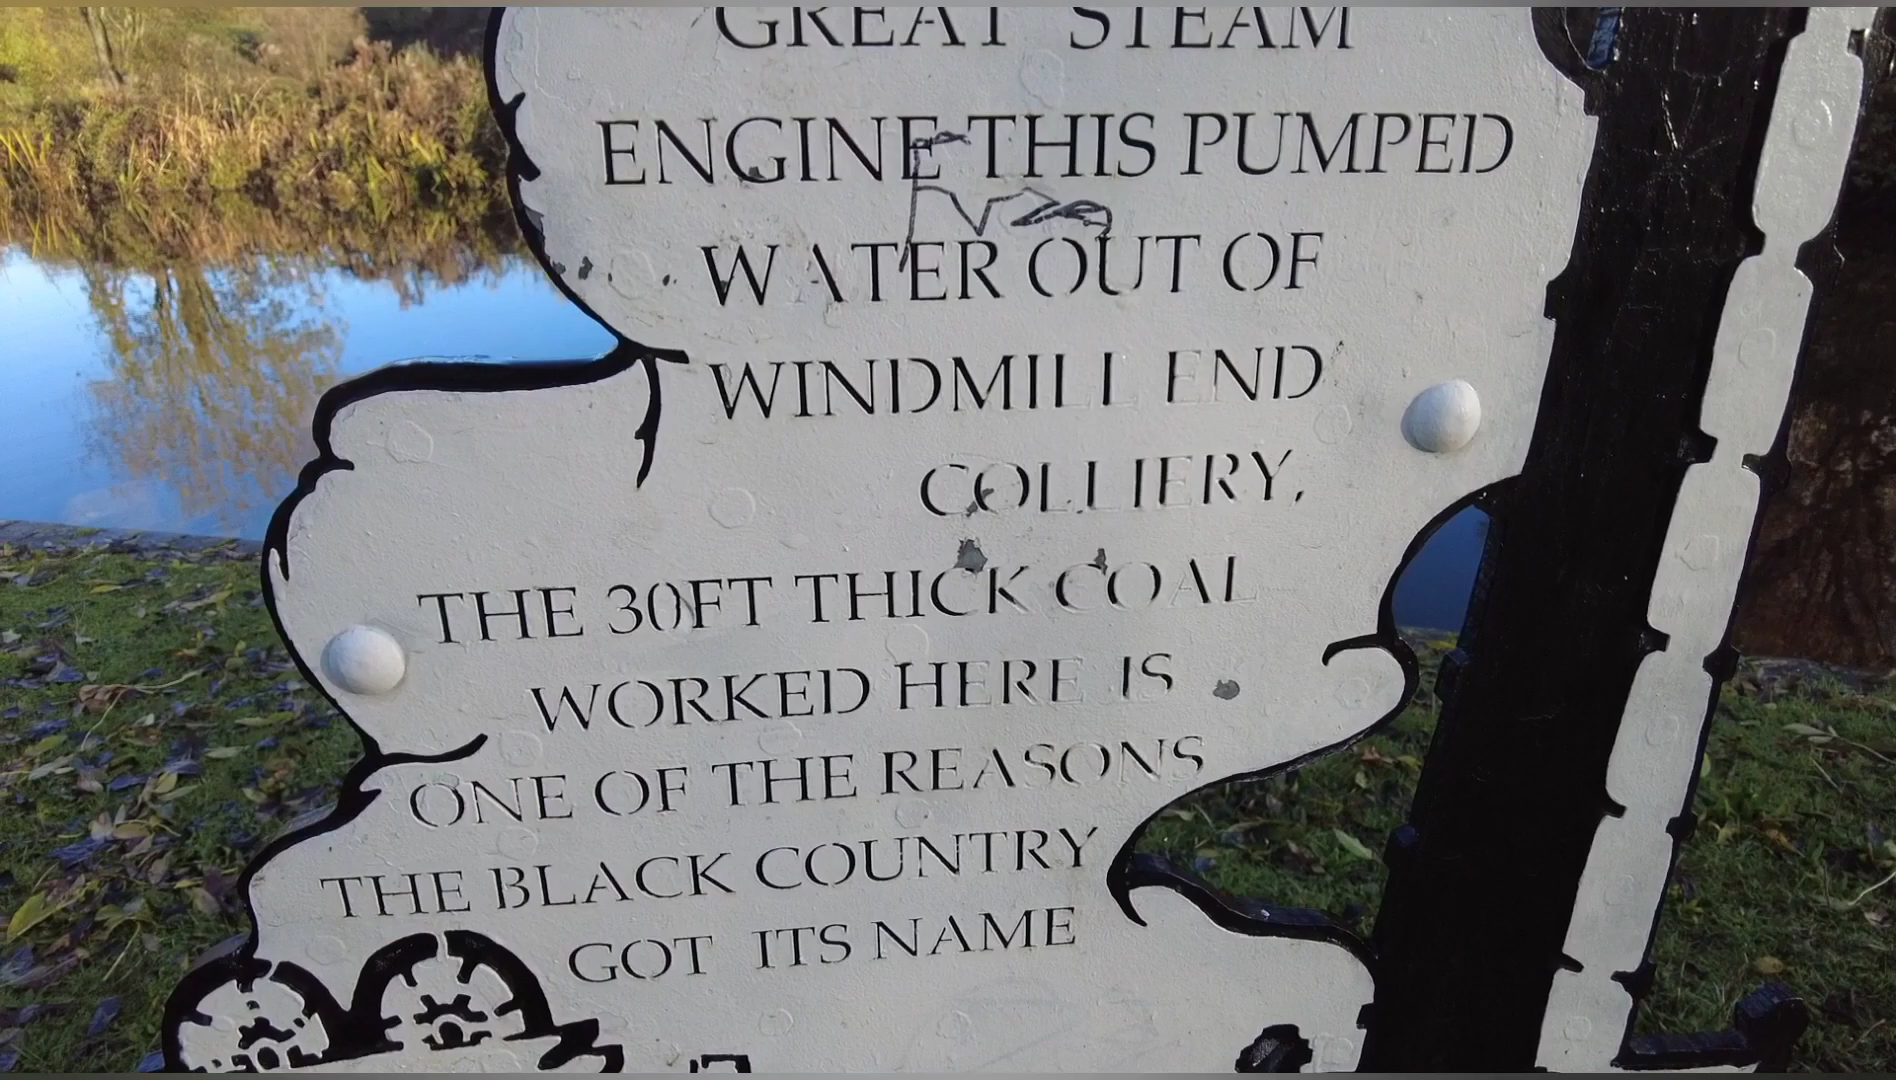 GREAT STEAM
ENGINE THIS PUMPED
WATER OUT OF
WINDMILL END
COLLIERY,
THE 30FT THICK COAL
WORKED HERE IS
ONE OF THE REASONS
THE BLACK COUNTRY
GOT ITS NAME